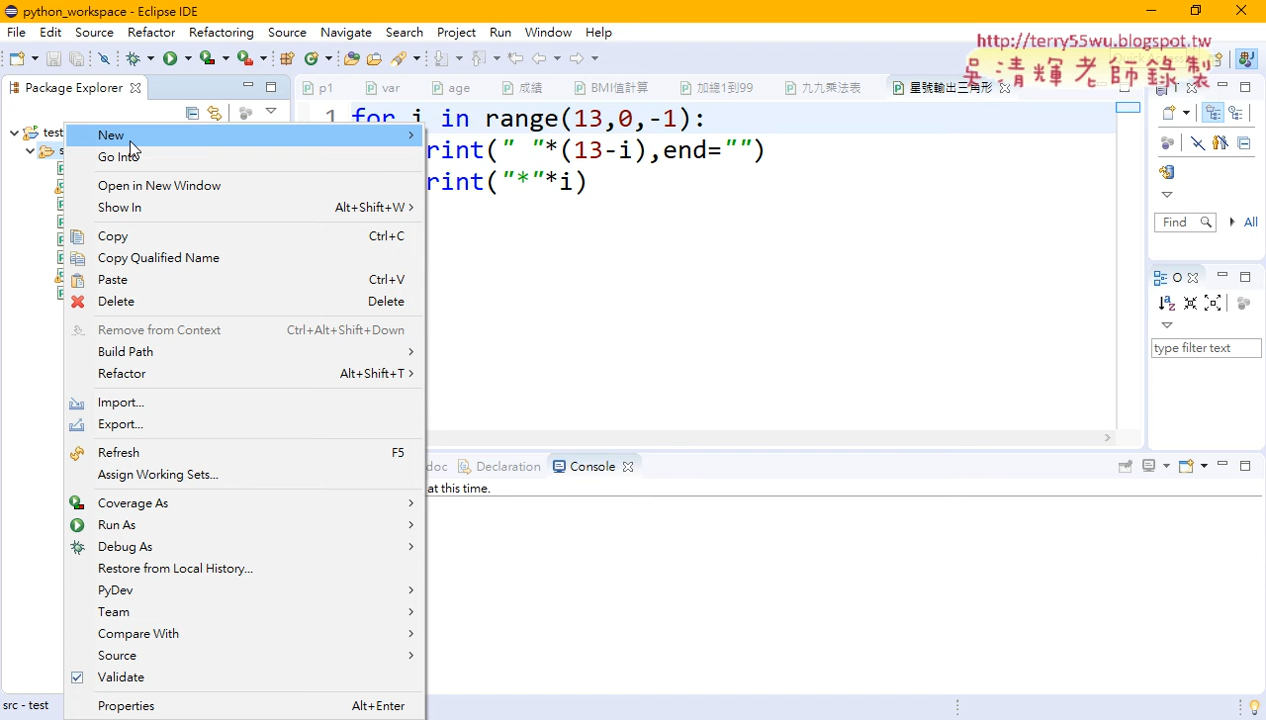 python_workspace - Eclipse IDE
File Edit Source Refactor Refactoring Source Navigate Search Project Run Window Help
http://terry55wu.blogspot.tw
吳清輝老師錄製
Package Explorer
p1 var age 成績 BMI值計算 加總1到99 九九乘法表 星號輸出三角形
test
1 for i in range(13,0,-1):
rint(" "*(13-i),end="")
rint("*"*i)
New
Go Into
Open in New Window
Show In Alt+Shift+W
Copy Ctrl+C
Copy Qualified Name
Paste Ctrl+V
Delete Delete
Remove from Context Ctrl+Alt+Shift+Down
Build Path
Refactor Alt+Shift+T
Import...
Export...
Refresh F5
Assign Working Sets...
Coverage As
Run As
Debug As
Restore from Local History...
PyDev
Team
Compare With
Source
Validate
Properties Alt+Enter
Find All
O
type filter text
doc Declaration Console
at this time.
src - test